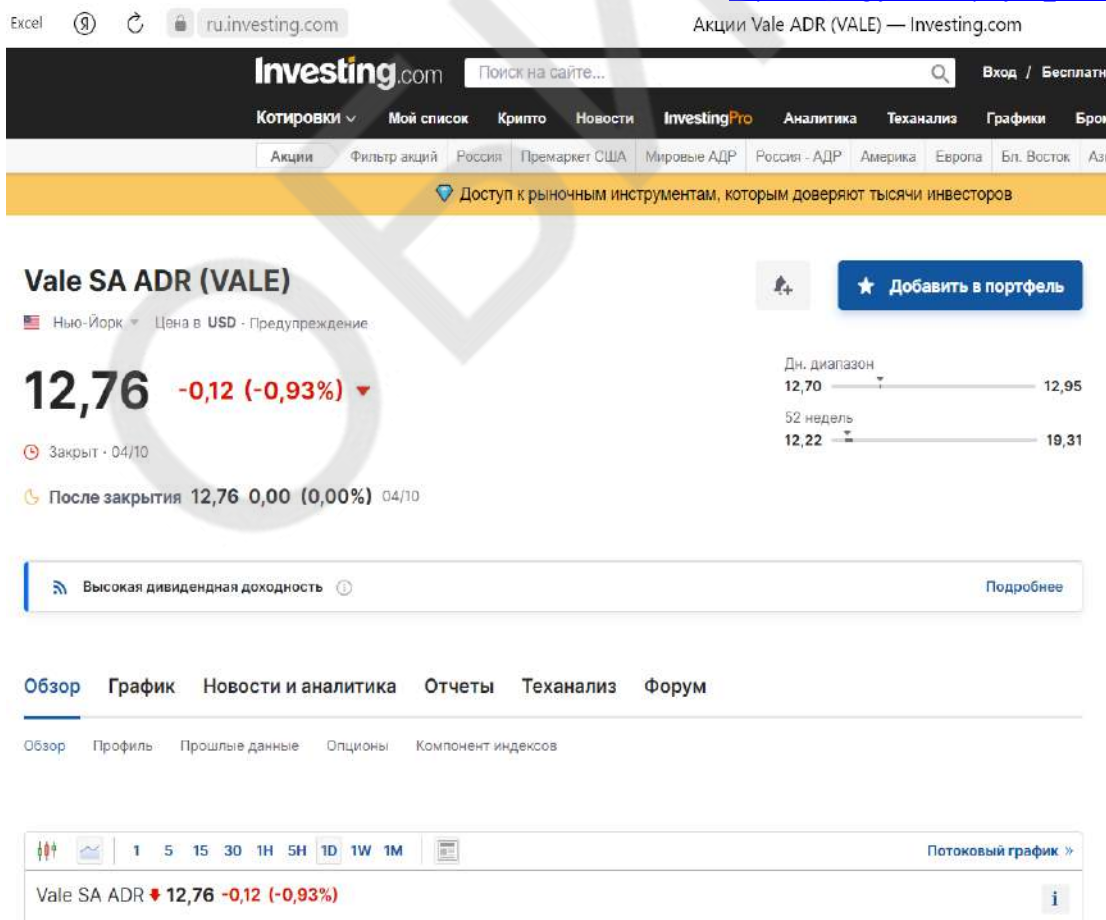 Excel ru.investing.com Акции Vale ADR (VALE) — Investing.com
Investing.com Поиск на сайте... Вход / Бесплатн
Котировки Мой список Крипто Новости InvestingPro Аналитика Теханализ Графики Брок
Акции Фильтр акций Россия Премаркет США Мировые АДР Россия - АДР Америка Европа Бл. Восток Ази
Доступ к рыночным инструментам, которым доверяют тысячи инвесторов
Vale SA ADR (VALE)
Добавить в портфель
Нью-Йорк Цена в USD - Предупреждение
12,76 -0,12 (-0,93%)
Дн. диапазон
12,70 12,95
52 недель
12,22 19,31
Закрыт · 04/10
После закрытия 12,76 0,00 (0,00%) 04/10
Высокая дивидендная доходность Подробнее
Обзор График Новости и аналитика Отчеты Теханализ Форум
Обзор Профиль Прошлые данные Опционы Компонент индексов
1 5 15 30 1H 5H 1D 1W 1M Потоковый график »
Vale SA ADR 12,76 -0,12 (-0,93%)